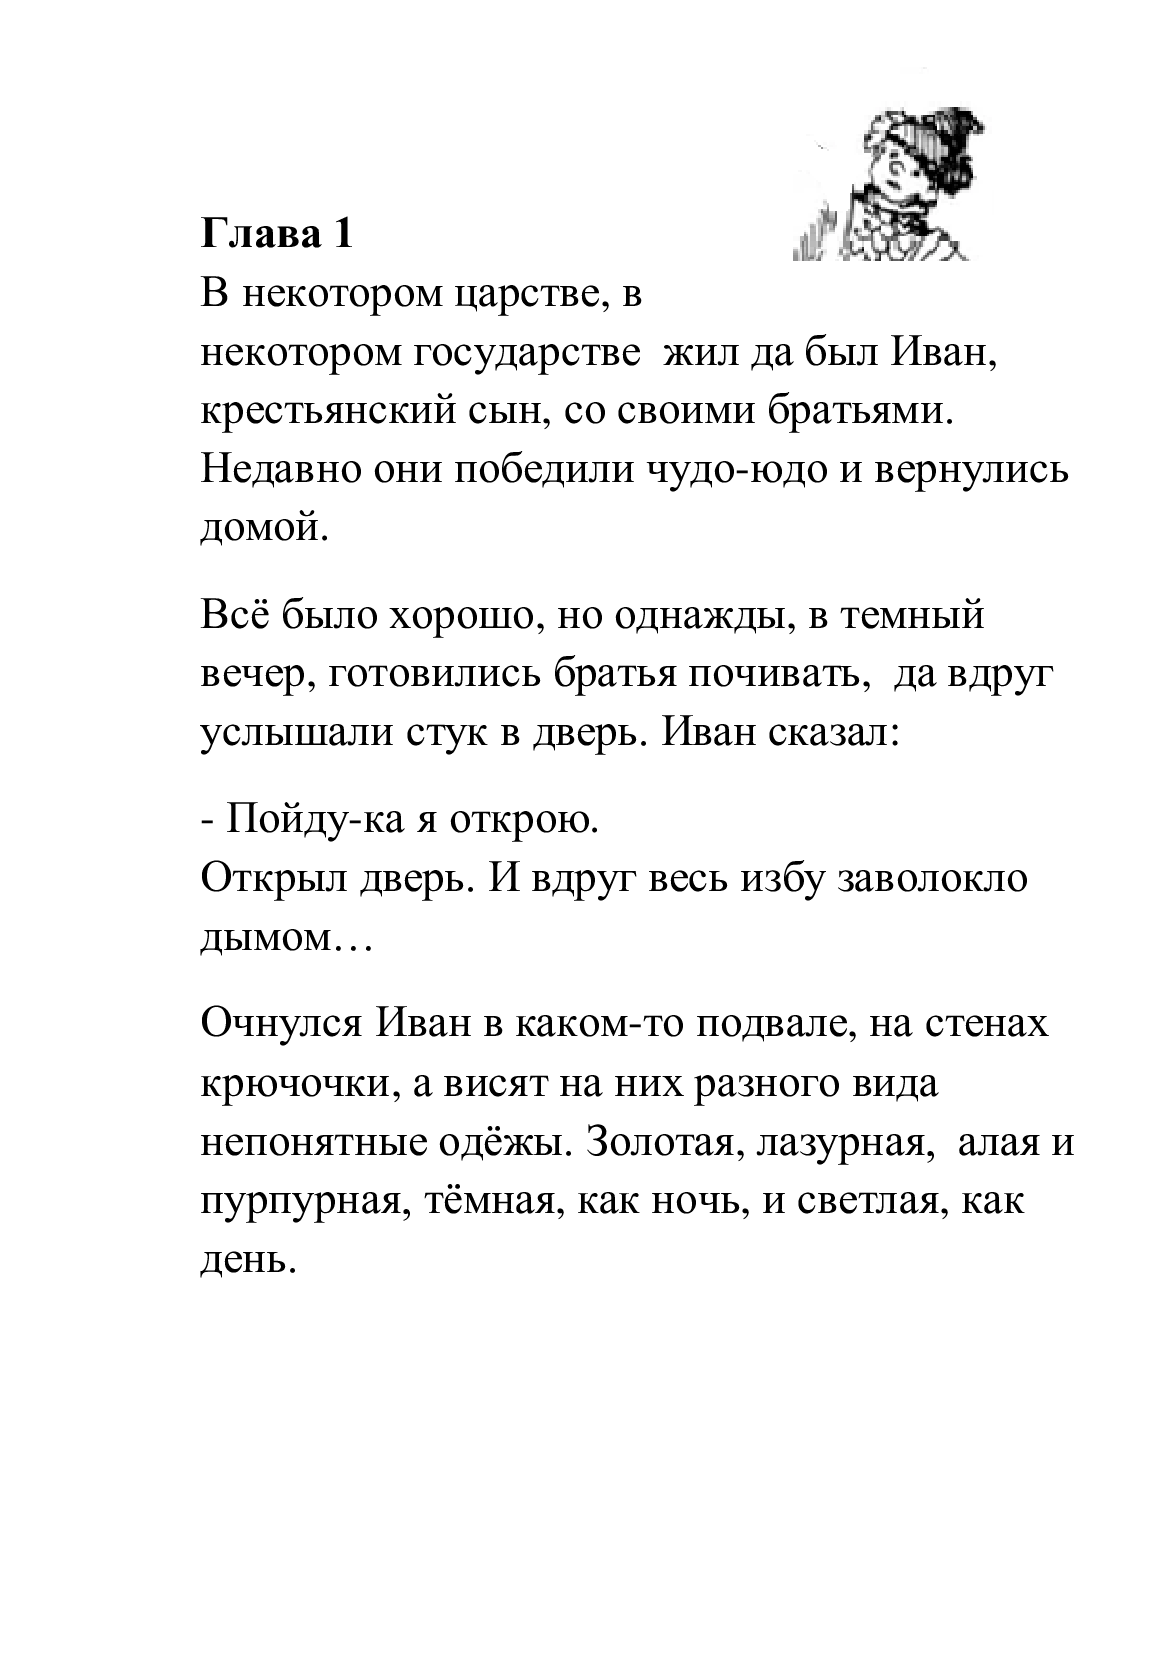 Глава 1
В некотором царстве, в
некотором государстве  жил да был Иван,
крестьянский сын, со своими братьями.
Недавно они победили чудо-юдо и вернулись
домой.
Всё было хорошо, но однажды, в темный
вечер, готовились братья почивать,  да вдруг
услышали стук в дверь. Иван сказал:
- Пойду-ка я открою.
Открыл дверь. И вдруг весь избу заволокло
дымом…
Очнулся Иван в каком-то подвале, на стенах
крючочки, а висят на них разного вида
непонятные одёжы. Золотая, лазурная,  алая и
пурпурная, тёмная, как ночь, и светлая, как
день.